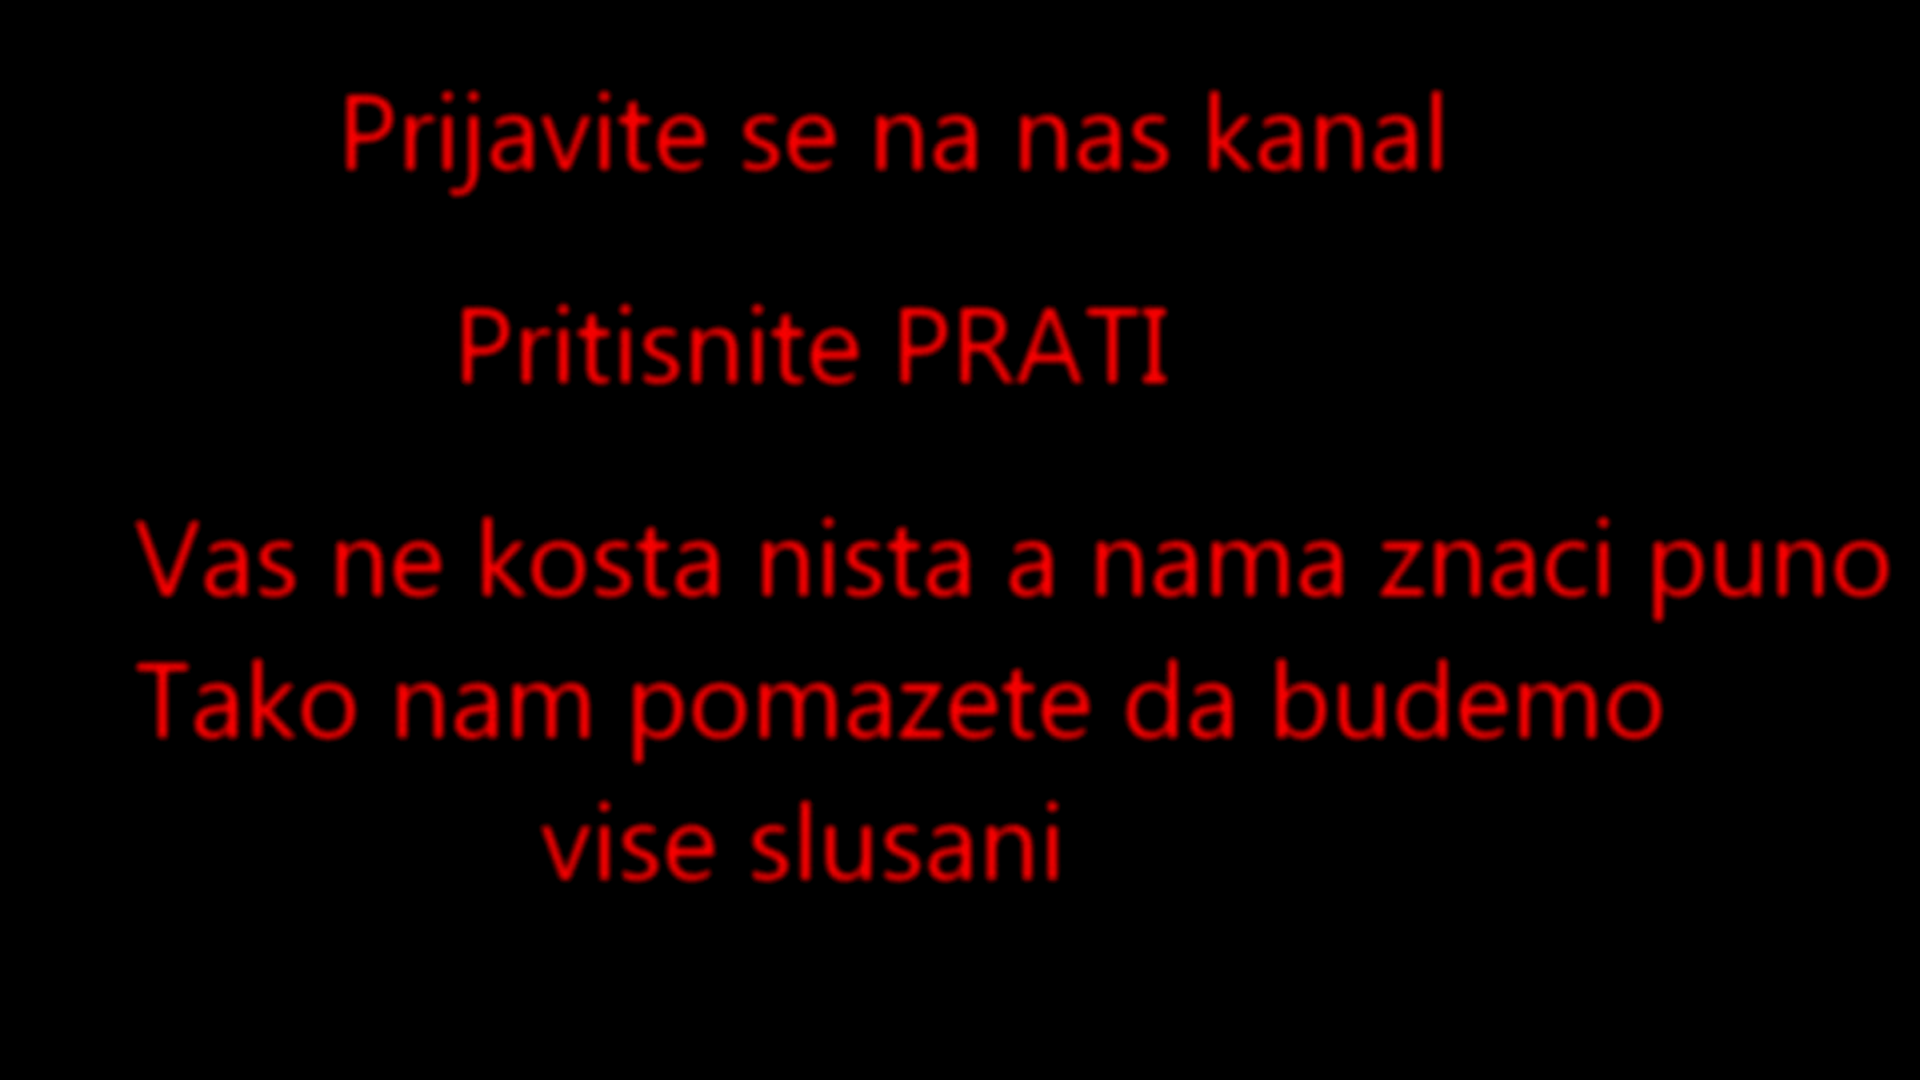 Prijavite se na nas kanal
Pritisnite PRATI
Vas ne kosta nista a nama znaci puno
Tako nam pomazete da budemo
vise slusani